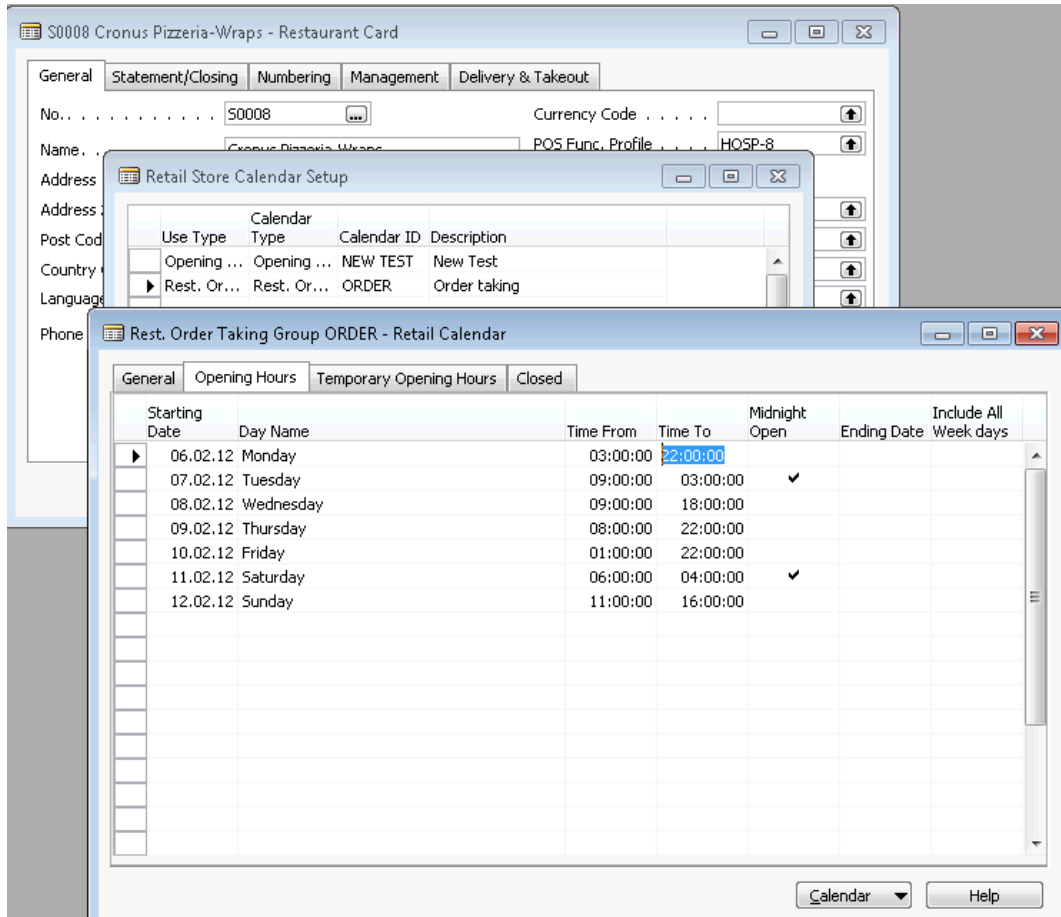 S0008 Cronus Pizzeria-Wraps - Restaurant Card
General Statement/Closing Numbering Management Delivery & Takeout
No.. . . . . . . . . . . . S0008 ... Currency Code . . . . .
Name. . . Cronus Pizzeria-Wraps POS Func. Profile . . . . HOSP-8
Address
Retail Store Calendar Setup
Address 2
Post Cod
Country
Language
Phone
Use Type Calendar Type Calendar ID Description
Opening ... Opening ... NEW TEST New Test
Rest. Or... Rest. Or... ORDER Order taking
Rest. Order Taking Group ORDER - Retail Calendar
General Opening Hours Temporary Opening Hours Closed
Starting Date Day Name Time From Time To Midnight Open Ending Date Include All Week days
06.02.12 Monday 03:00:00 22:00:00
07.02.12 Tuesday 09:00:00 03:00:00 ✔
08.02.12 Wednesday 09:00:00 18:00:00
09.02.12 Thursday 08:00:00 22:00:00
10.02.12 Friday 01:00:00 22:00:00
11.02.12 Saturday 06:00:00 04:00:00 ✔
12.02.12 Sunday 11:00:00 16:00:00
Calendar Help